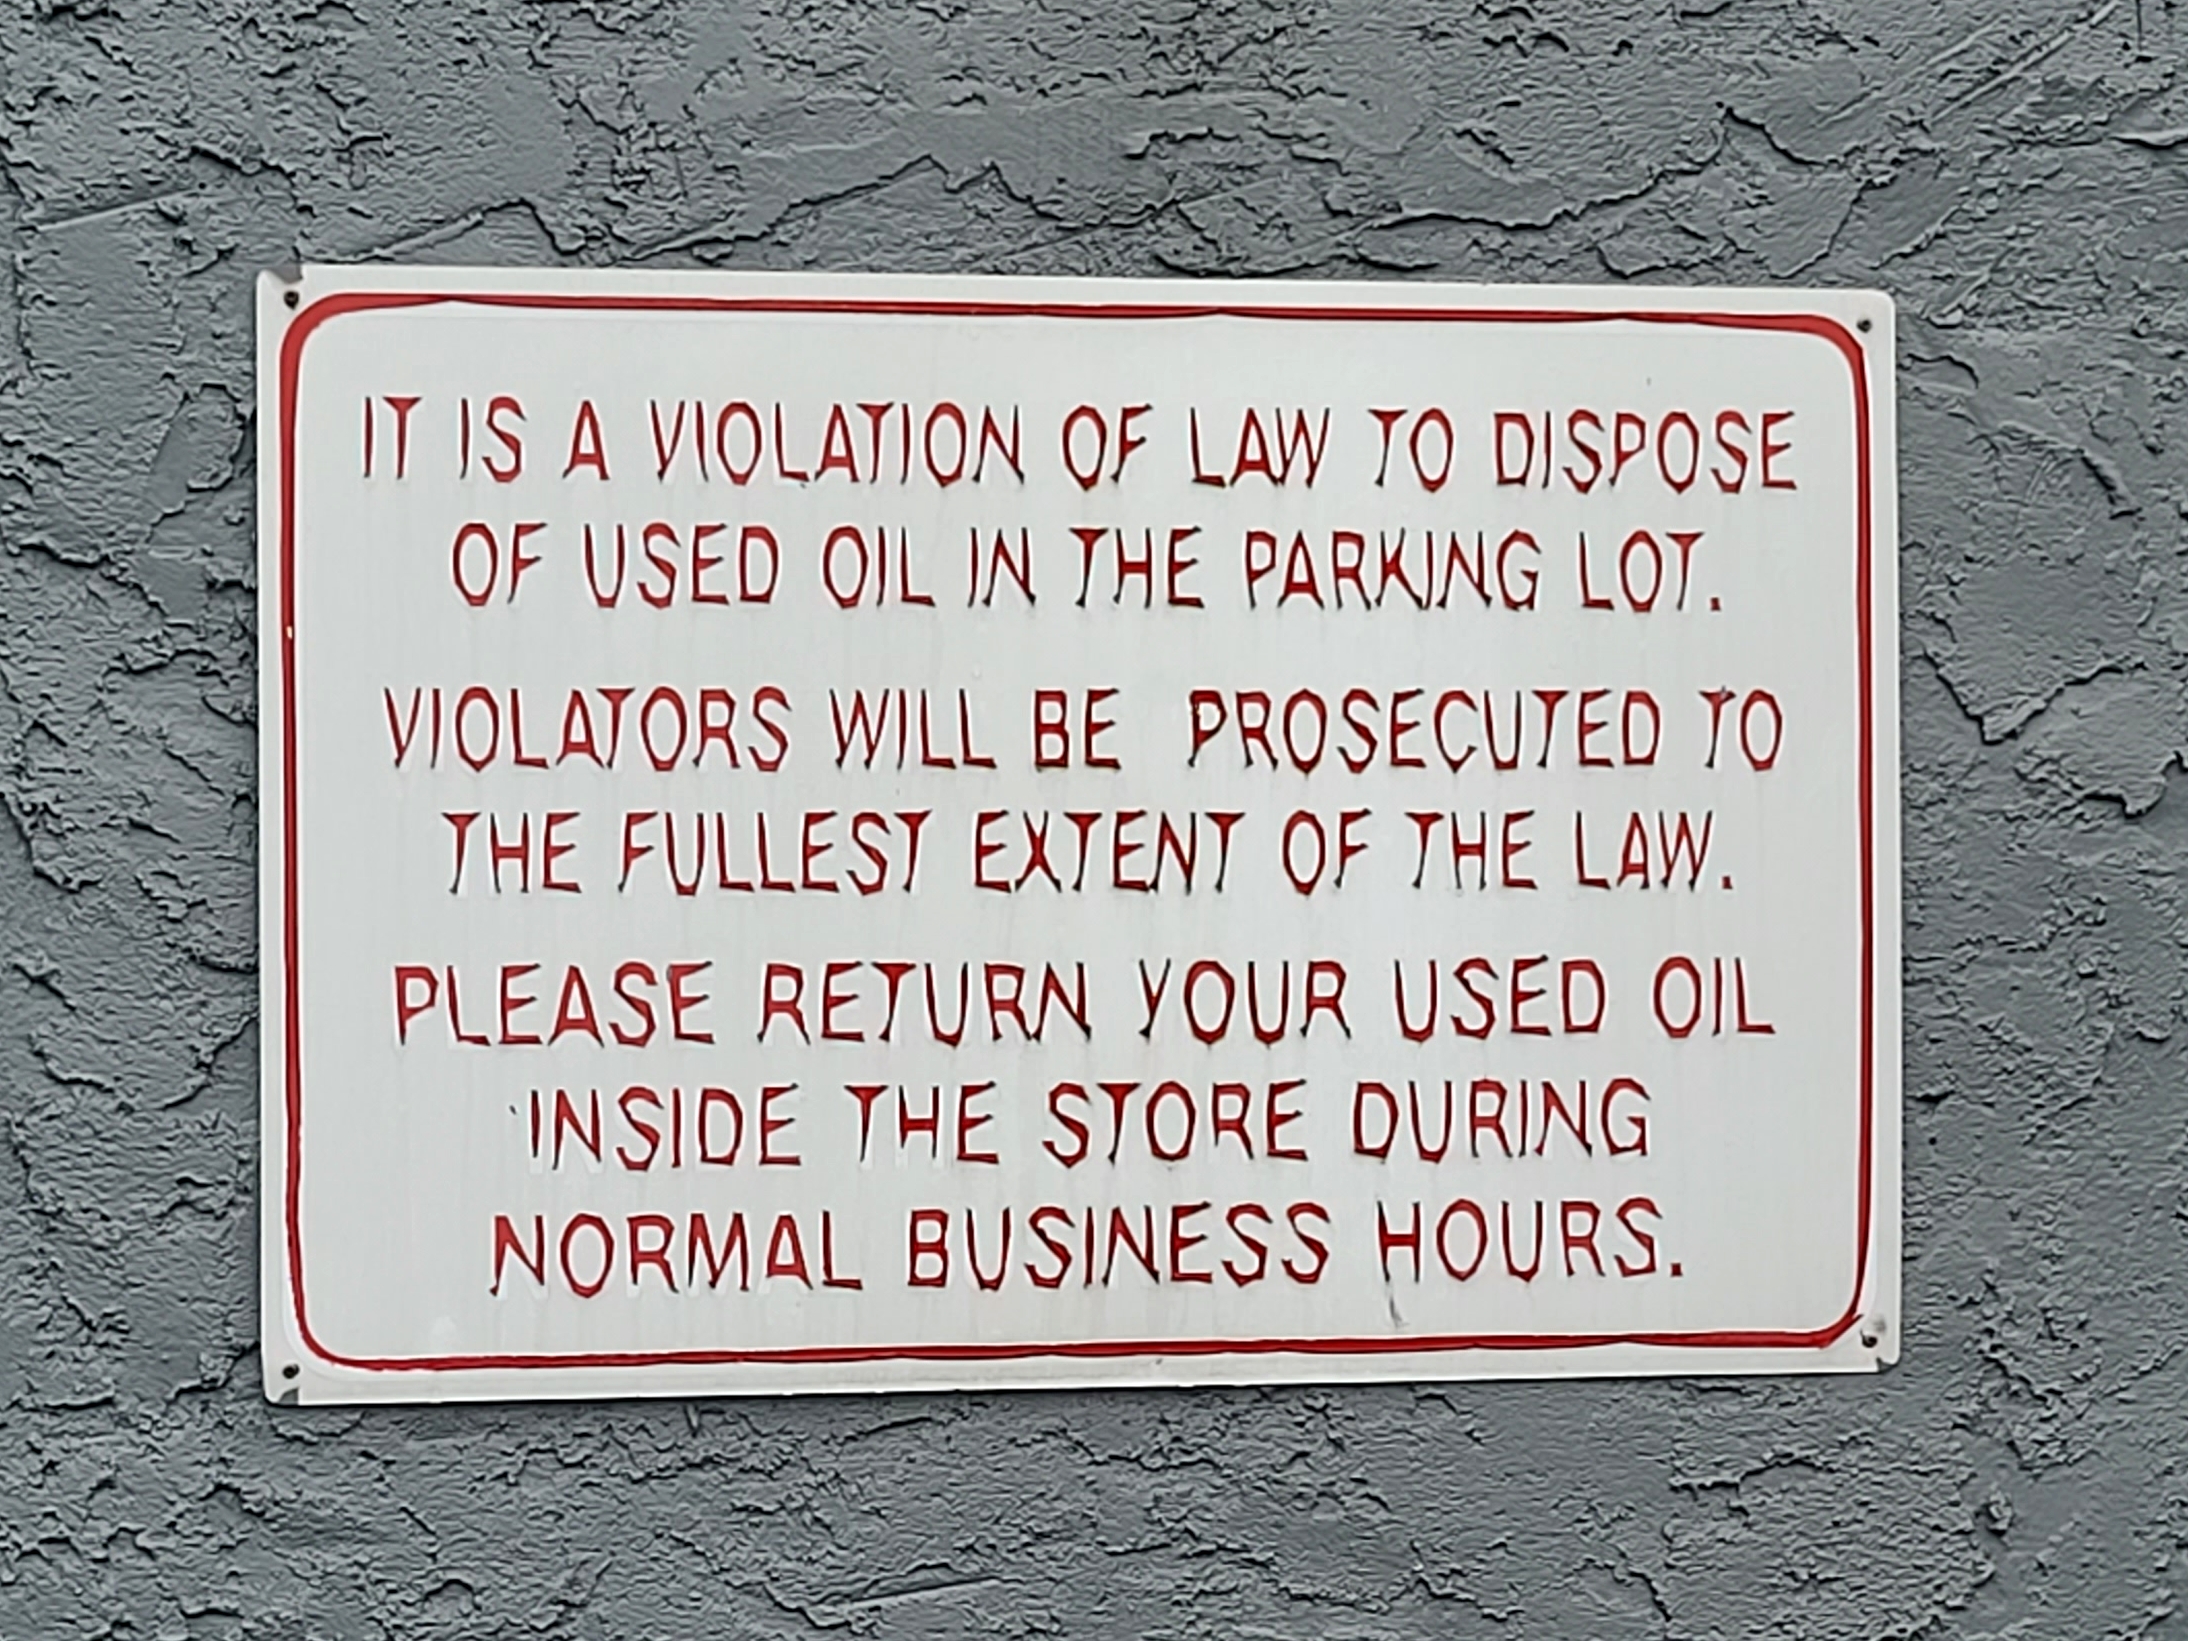 IT IS A VIOLATION OF LAW TO DISPOSE
OF USED OIL IN THE PARKING LOT.
VIOLATORS WILL BE PROSECUTED TO
THE FULLEST EXTENT OF THE LAW.
PLEASE RETURN YOUR USED OIL
INSIDE THE STORE DURING
NORMAL BUSINESS HOURS.